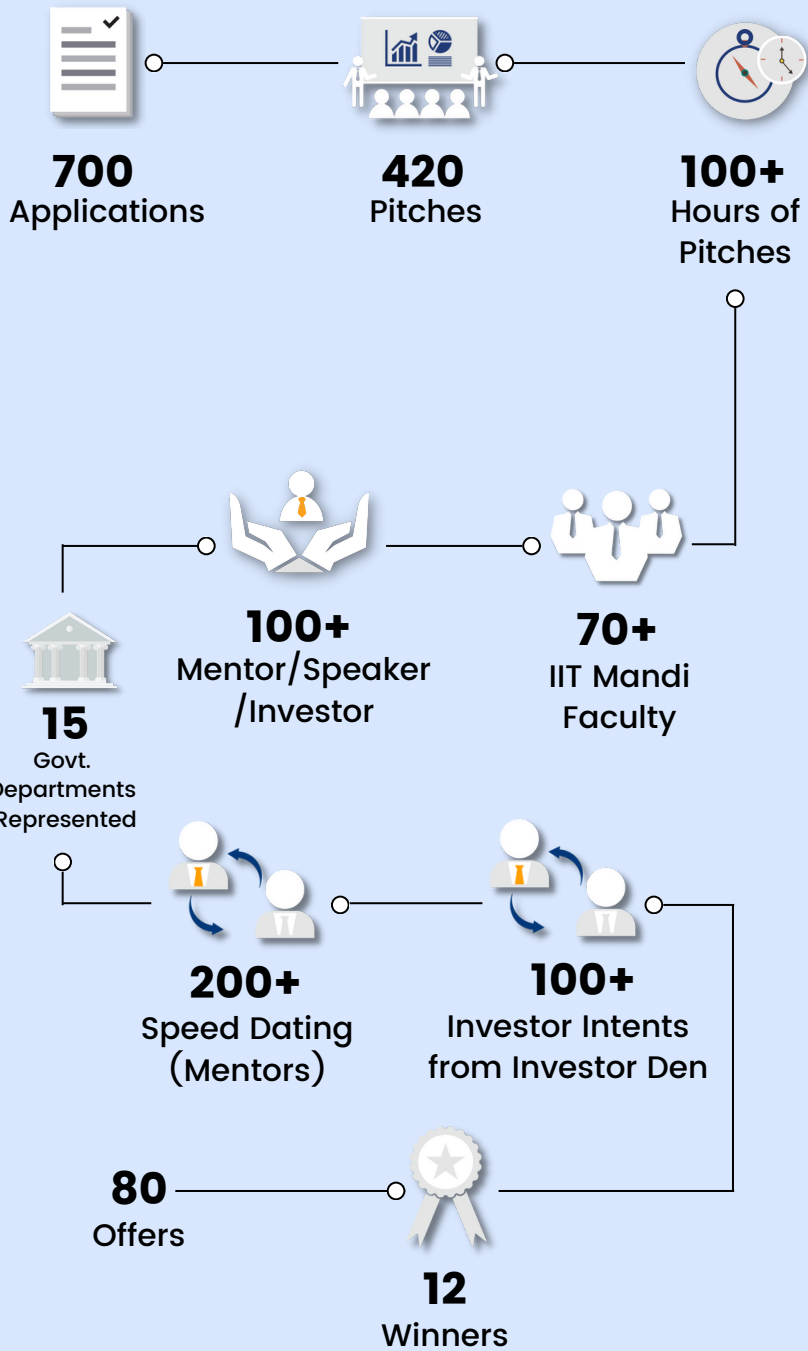 700
Applications
420
Pitches
100+
Hours of
Pitches
70+
IIT Mandi
Faculty
100+
Mentor/Speaker
/Investor
15
Govt.
Departments
Represented
200+
Speed Dating
(Mentors)
100+
Investor Intents
from Investor Den
12
Winners
80
Offers